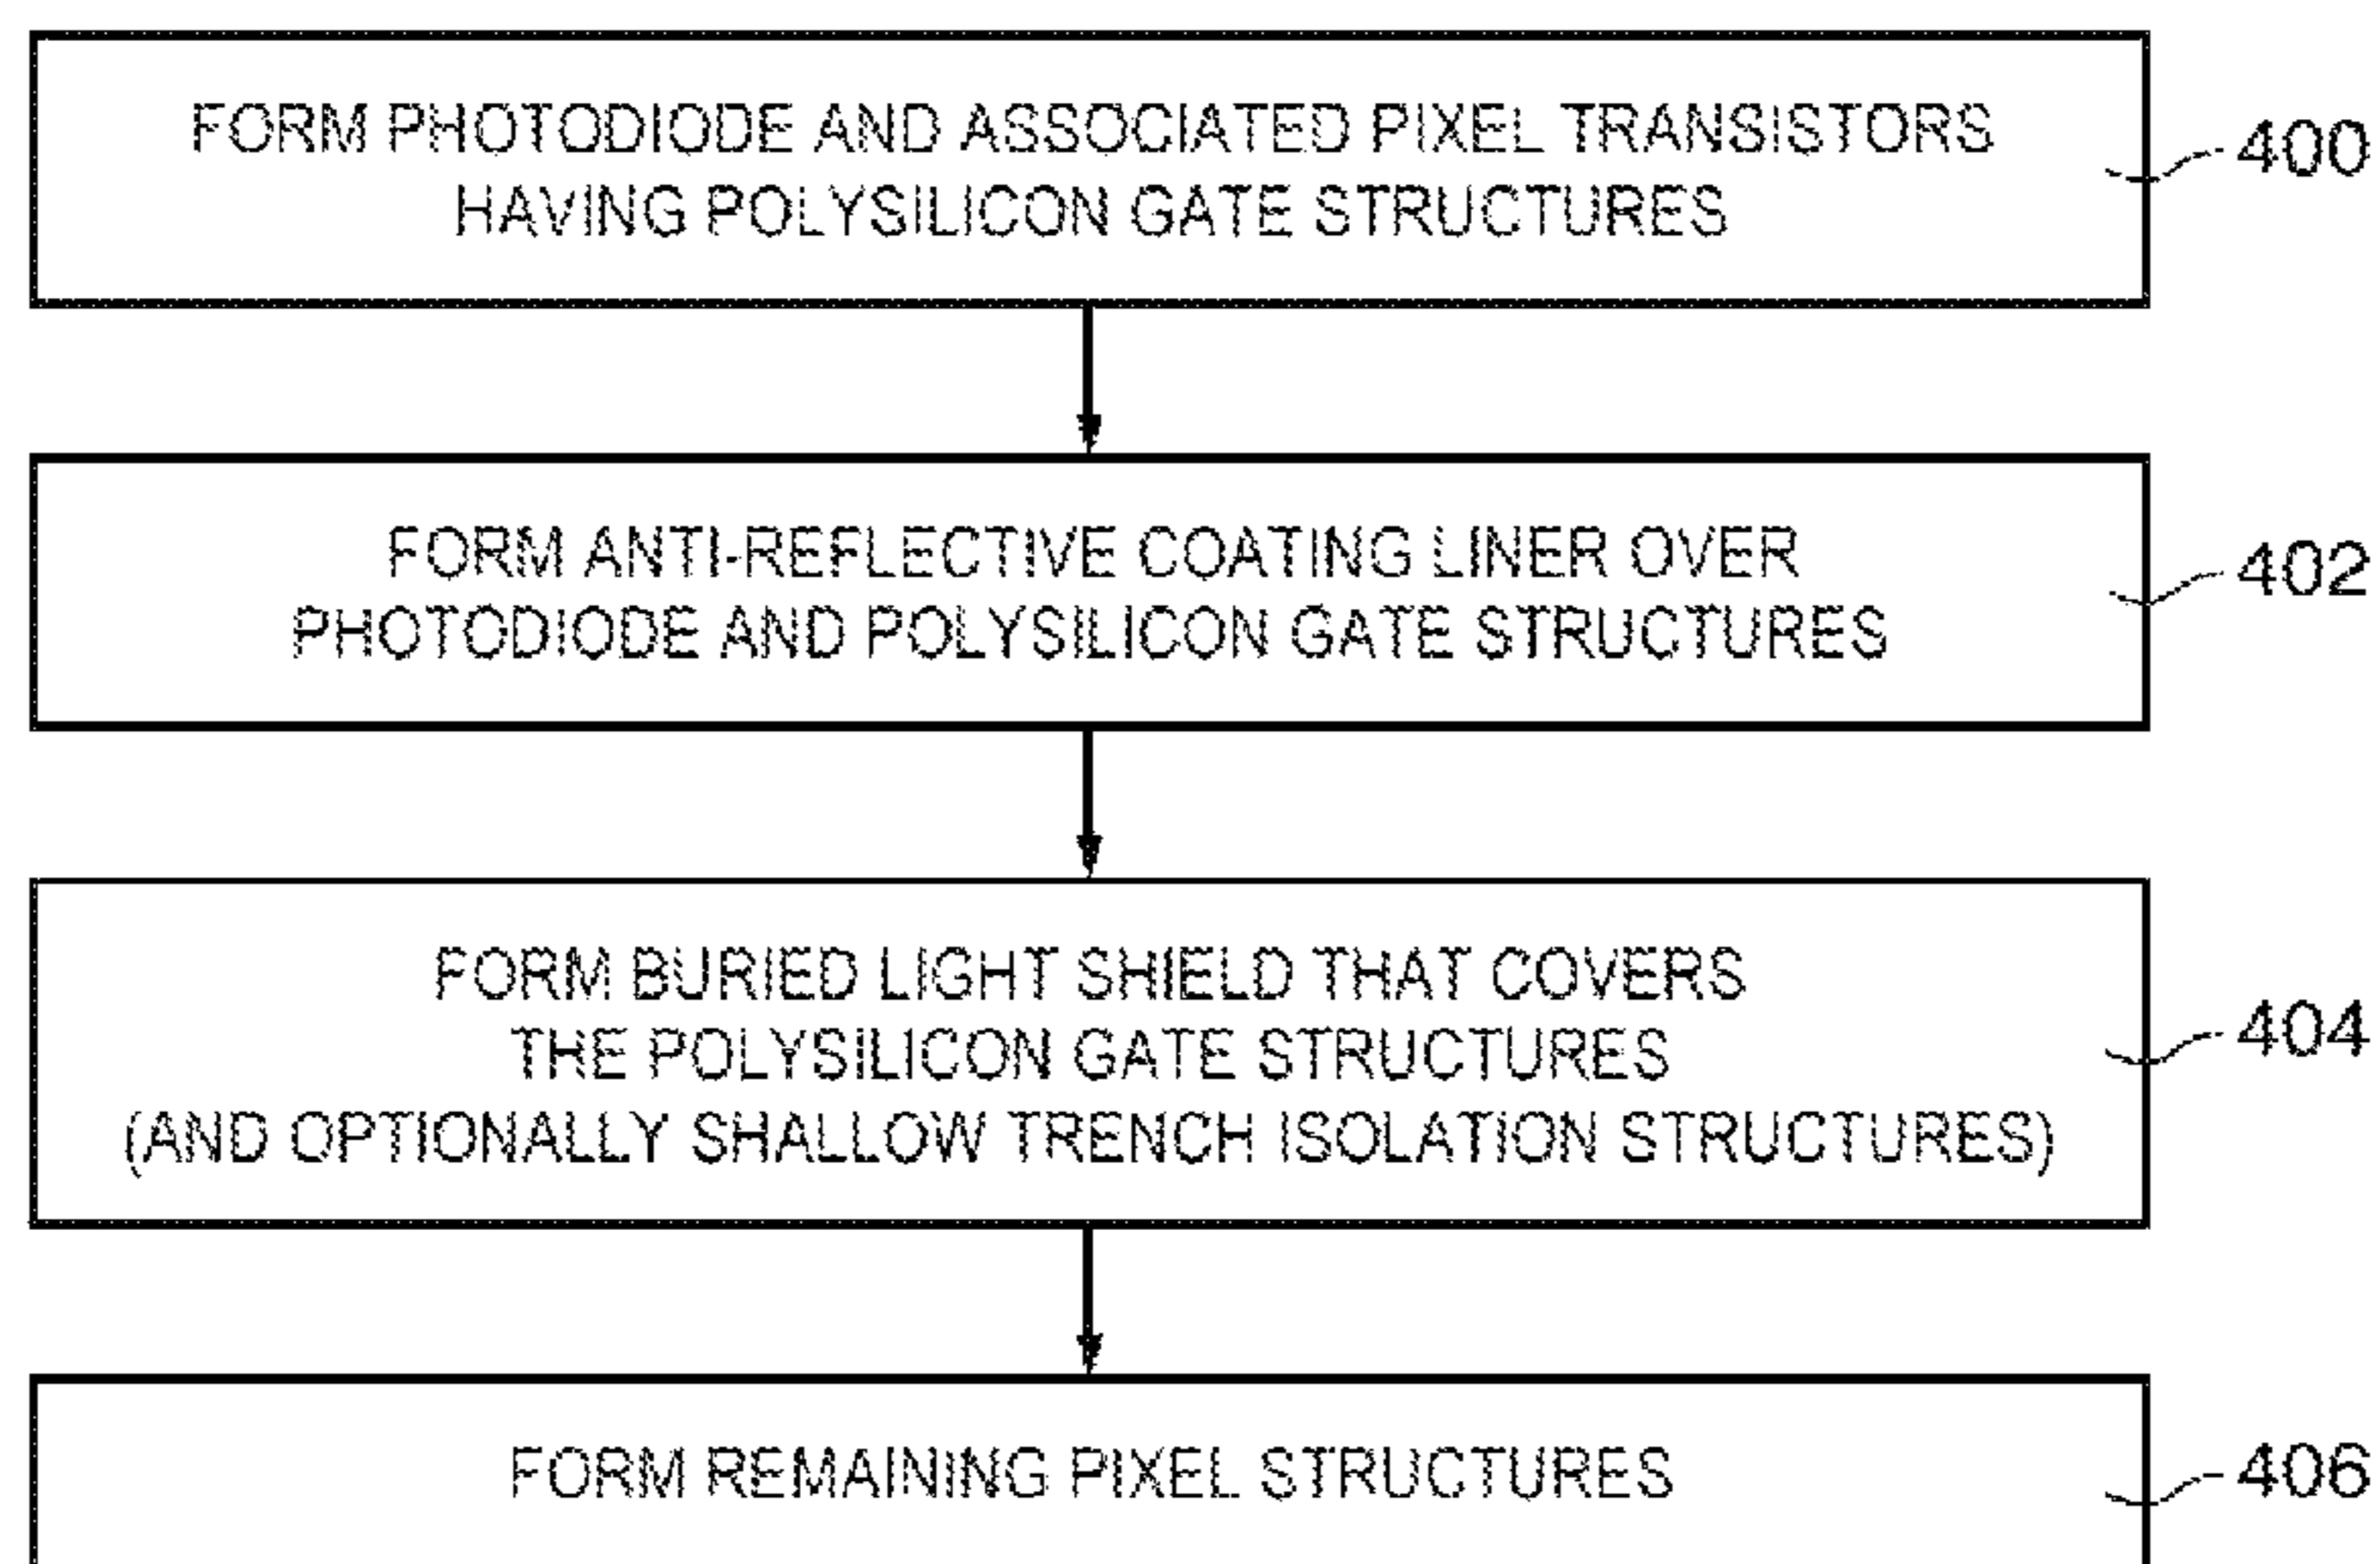 FORM PHOTODIODE AND ASSOCIATED PIXEL TRANSISTORS
HAVING POLYSILICON GATE STRUCTURES
400
FORM ANTI-REFLECTIVE COATING LINER OVER
PHOTODIODE AND POLYSILICON GATE STRUCTURES
402
FORM BURIED LIGHT SHIELD THAT COVERS
THE POLYSILICON GATE STRUCTURES
(AND OPTIONALLY SHALLOW TRENCH ISOLATION STRUCTURES)
404
FORM REMAINING PIXEL STRUCTURES
406